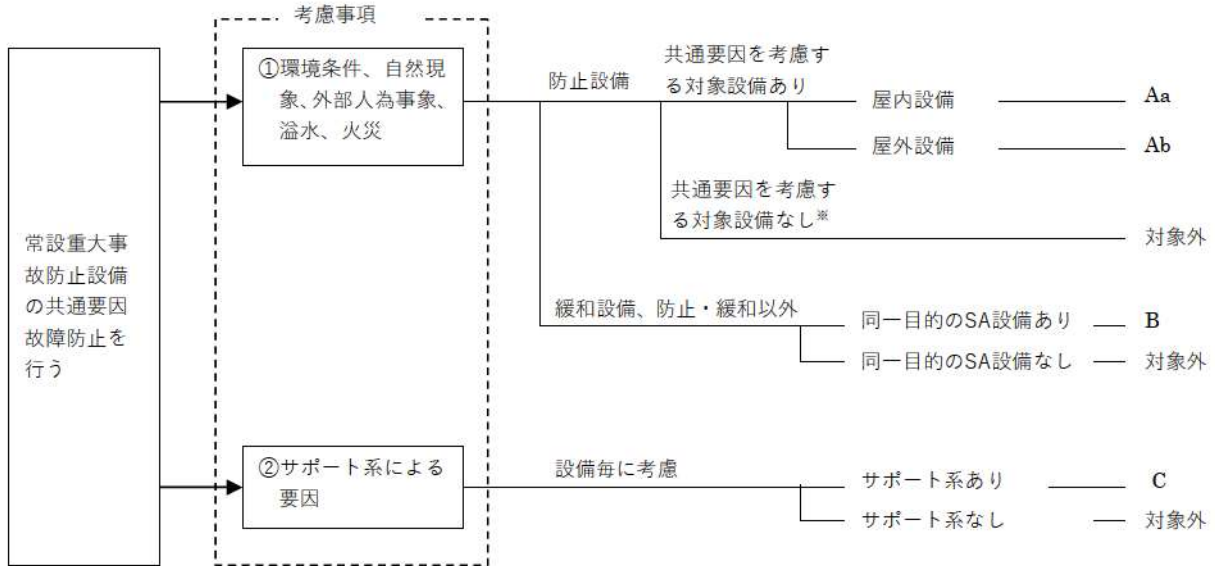 考慮事項
常設重大事
故防止設備
の共通要因
故障防止を
行う
①環境条件、自然現
象、外部人為事象、
溢水、火災
防止設備
共通要因を考慮す
る対象設備あり
屋内設備
Aa
屋外設備
Ab
共通要因を考慮す
る対象設備なし※
対象外
緩和設備、防止・緩和以外
同一目的のSA設備あり
B
同一目的のSA設備なし
対象外
②サポート系による
要因
設備毎に考慮
サポート系あり
C
サポート系なし
対象外